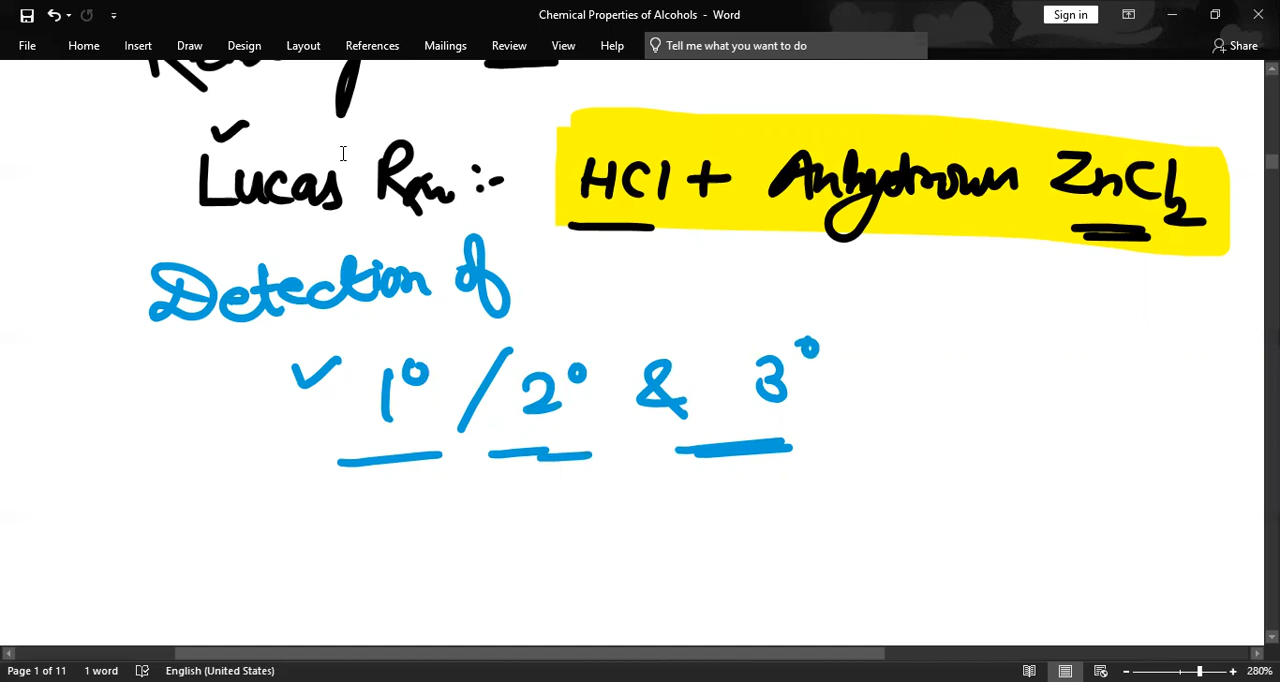 Chemical Properties of Alcohols - Word
Sign in
File Home Insert Draw Design Layout References Mailings Review View Help Tell me what you want to do Share
Lucas Rxn :- HCl + Anhydrous ZnCl2
Detection of
✓ 1° / 2° & 3°
Page 1 of 11 1 word English (United States) 280%